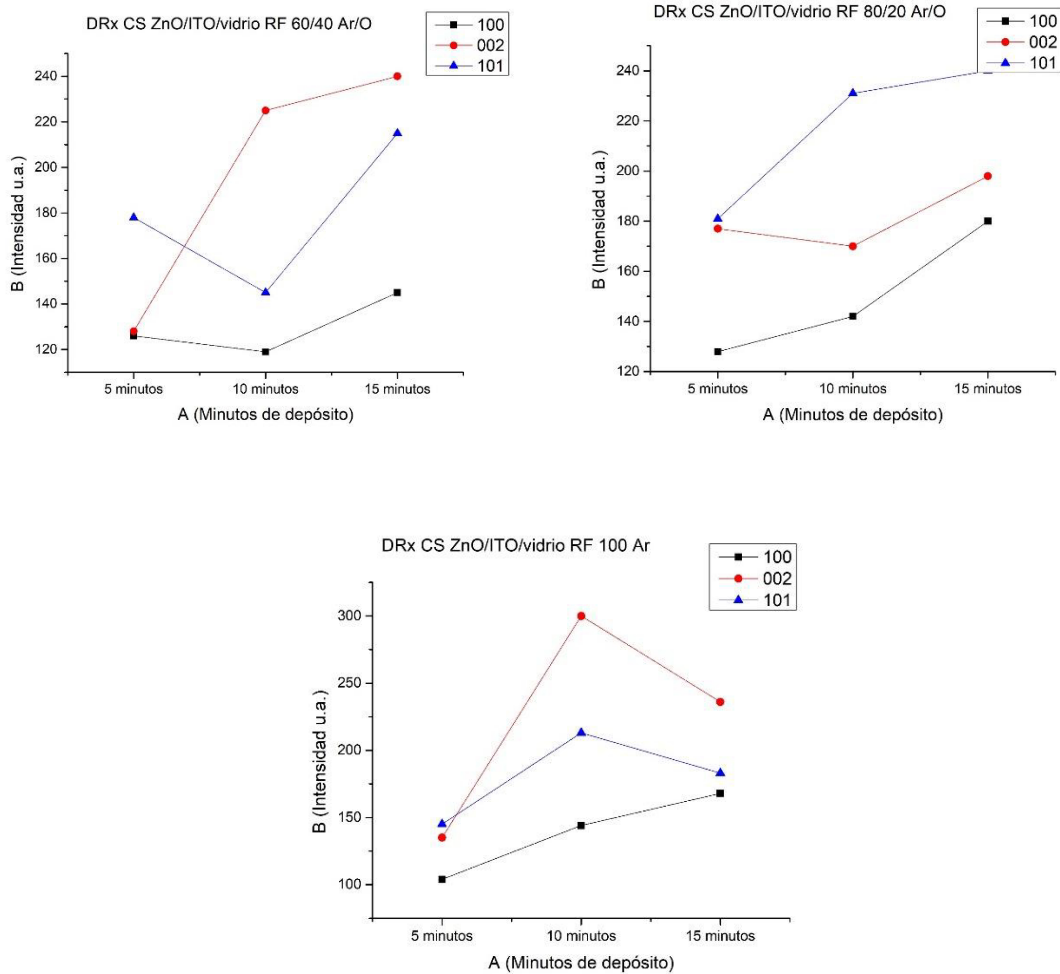 DRx CS ZnO/ITO/vidrio RF 60/40 Ar/O
100
002
101
240
220
200
180
160
140
120
B (Intensidad u.a.)
5 minutos 10 minutos 15 minutos
A (Minutos de depósito)
DRx CS ZnO/ITO/vidrio RF 80/20 Ar/O
100
002
101
240
220
200
180
160
140
120
B (Intensidad u.a.)
5 minutos 10 minutos 15 minutos
A (Minutos de depósito)
DRx CS ZnO/ITO/vidrio RF 100 Ar
100
002
101
300
250
200
150
100
B (Intensidad u.a.)
5 minutos 10 minutos 15 minutos
A (Minutos de depósito)